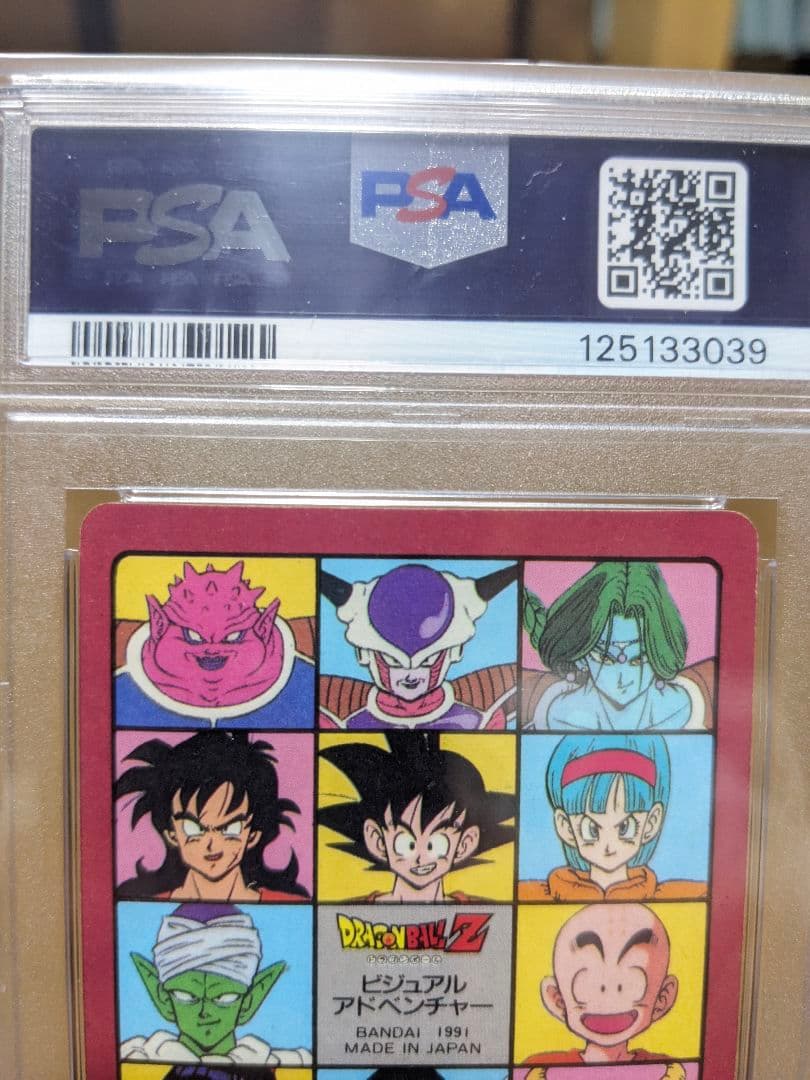 PSA
PSA
125133039
DRAGON BALL Z
ビジュアル
アドベンチャー
BANDAI 1991
MADE IN JAPAN